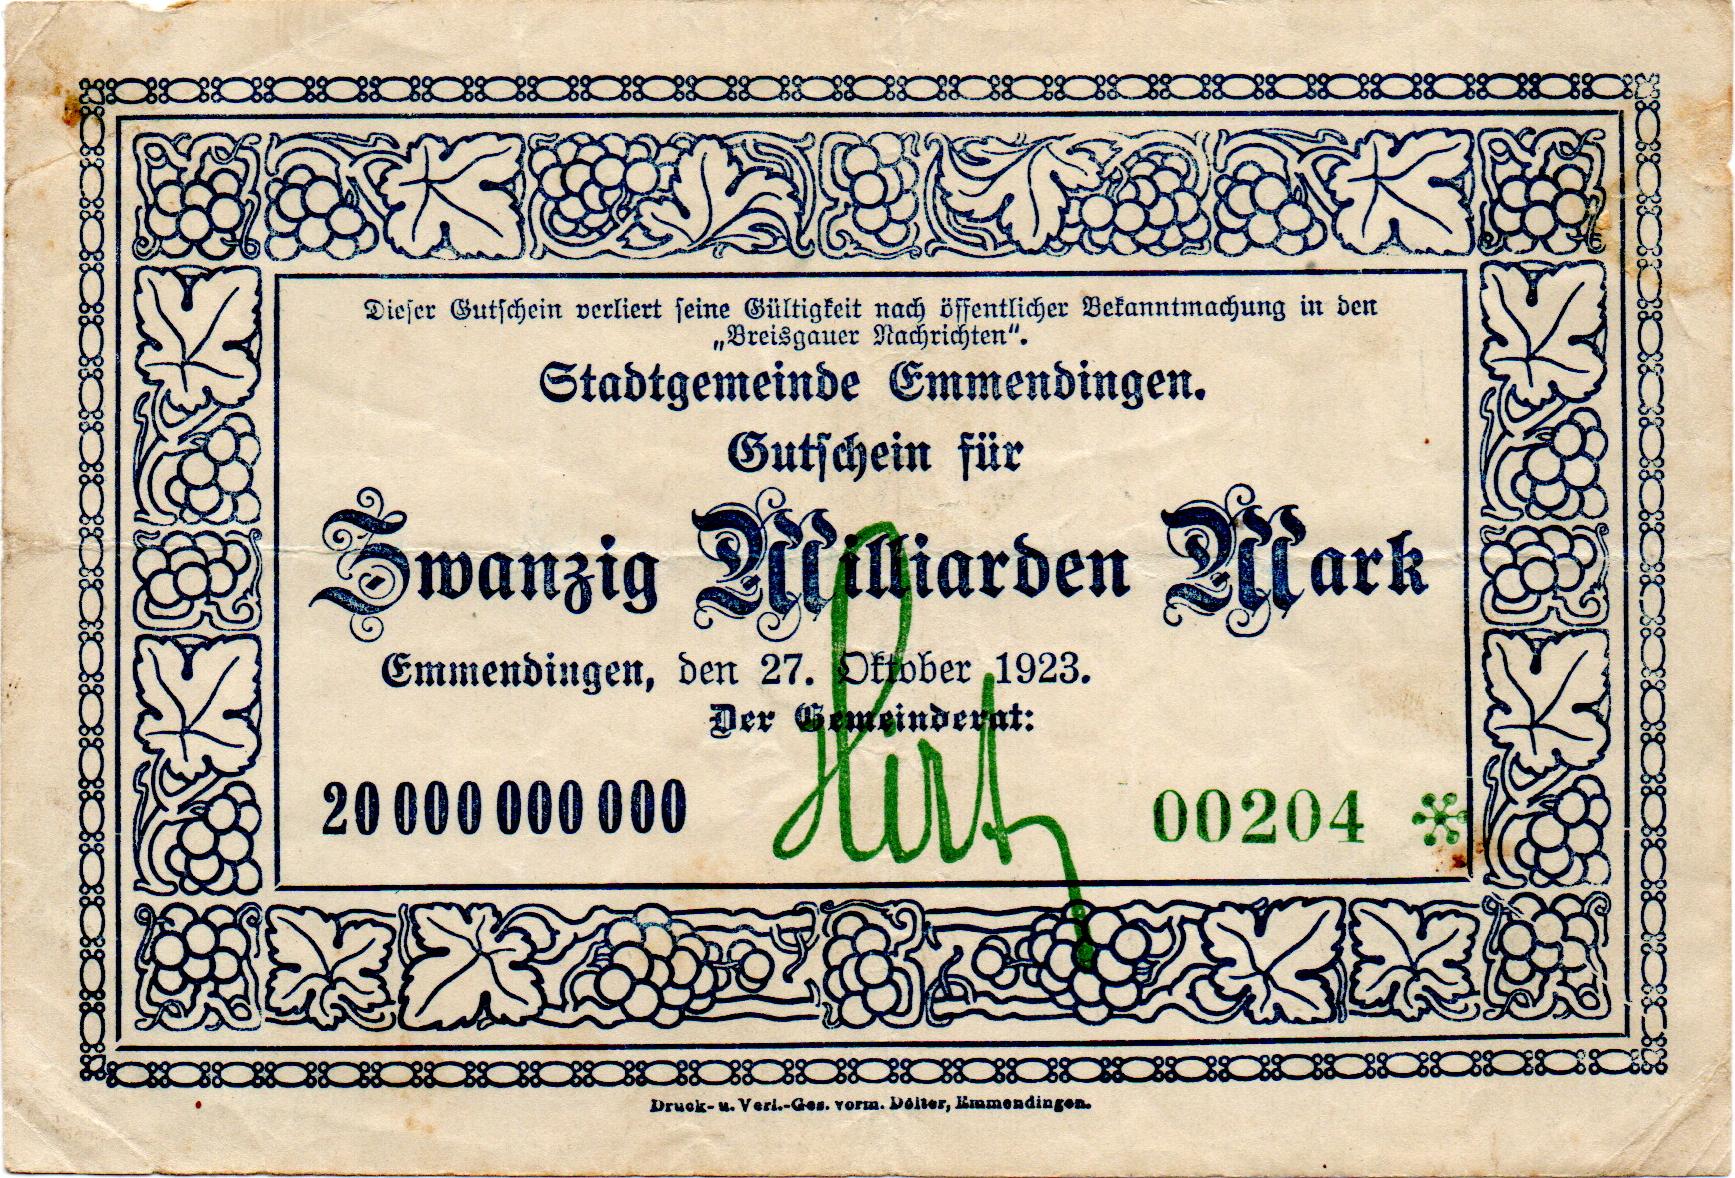 Dieser Gutschein verliert seine Gültigkeit nach öffentlicher Bekanntmachung in den
„Breisgauer Nachrichten“.
Stadtgemeinde Emmendingen.
Gutschein für
Zwanzig Milliarden Mark
Emmendingen, den 27. Oktober 1923.
Der Gemeinderat:
Hirt
20 000 000 000
00204 *
Druck- u. Verl.-Ges. vorm. Dölter, Emmendingen.